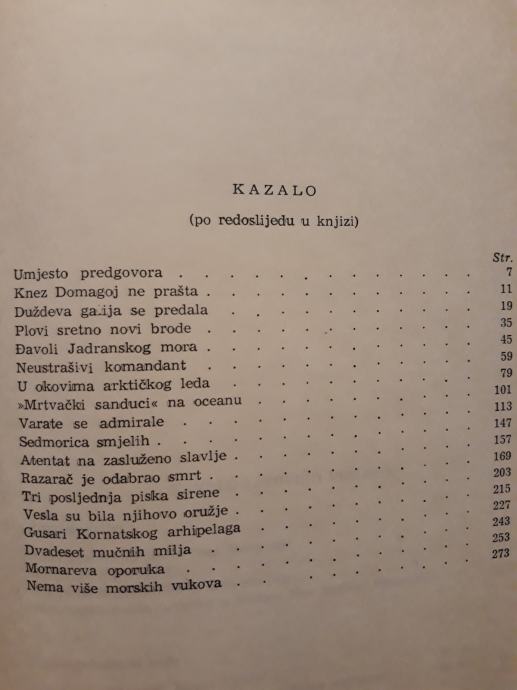 KAZALO
(po redoslijedu u knjizi)
Str.
Umjesto predgovora . . . . . . . . . . . . 7
Knez Domagoj ne prašta . . . . . . . . . . . 11
Duždeva galija se predala . . . . . . . . . . 19
Plovi sretno novi brode . . . . . . . . . . . 35
Đavoli Jadranskog mora . . . . . . . . . . . 45
Neustrašivi komandant . . . . . . . . . . . 59
U okovima arktičkog leda . . . . . . . . . . 79
»Mrtvački sanduci« na oceanu . . . . . . . . . 101
Varate se admirale . . . . . . . . . . . . 113
Sedmorica smjelih . . . . . . . . . . . . 147
Atentat na zasluženo slavlje . . . . . . . . . . 157
Razarač je odabrao smrt . . . . . . . . . . . 169
Tri posljednja piska sirene . . . . . . . . . . 203
Vesla su bila njihovo oružje . . . . . . . . . . 215
Gusari Kornatskog arhipelaga . . . . . . . . . 227
Dvadeset mučnih milja . . . . . . . . . . . 243
Mornareva oporuka . . . . . . . . . . . . 253
Nema više morskih vukova . . . . . . . . . . 273